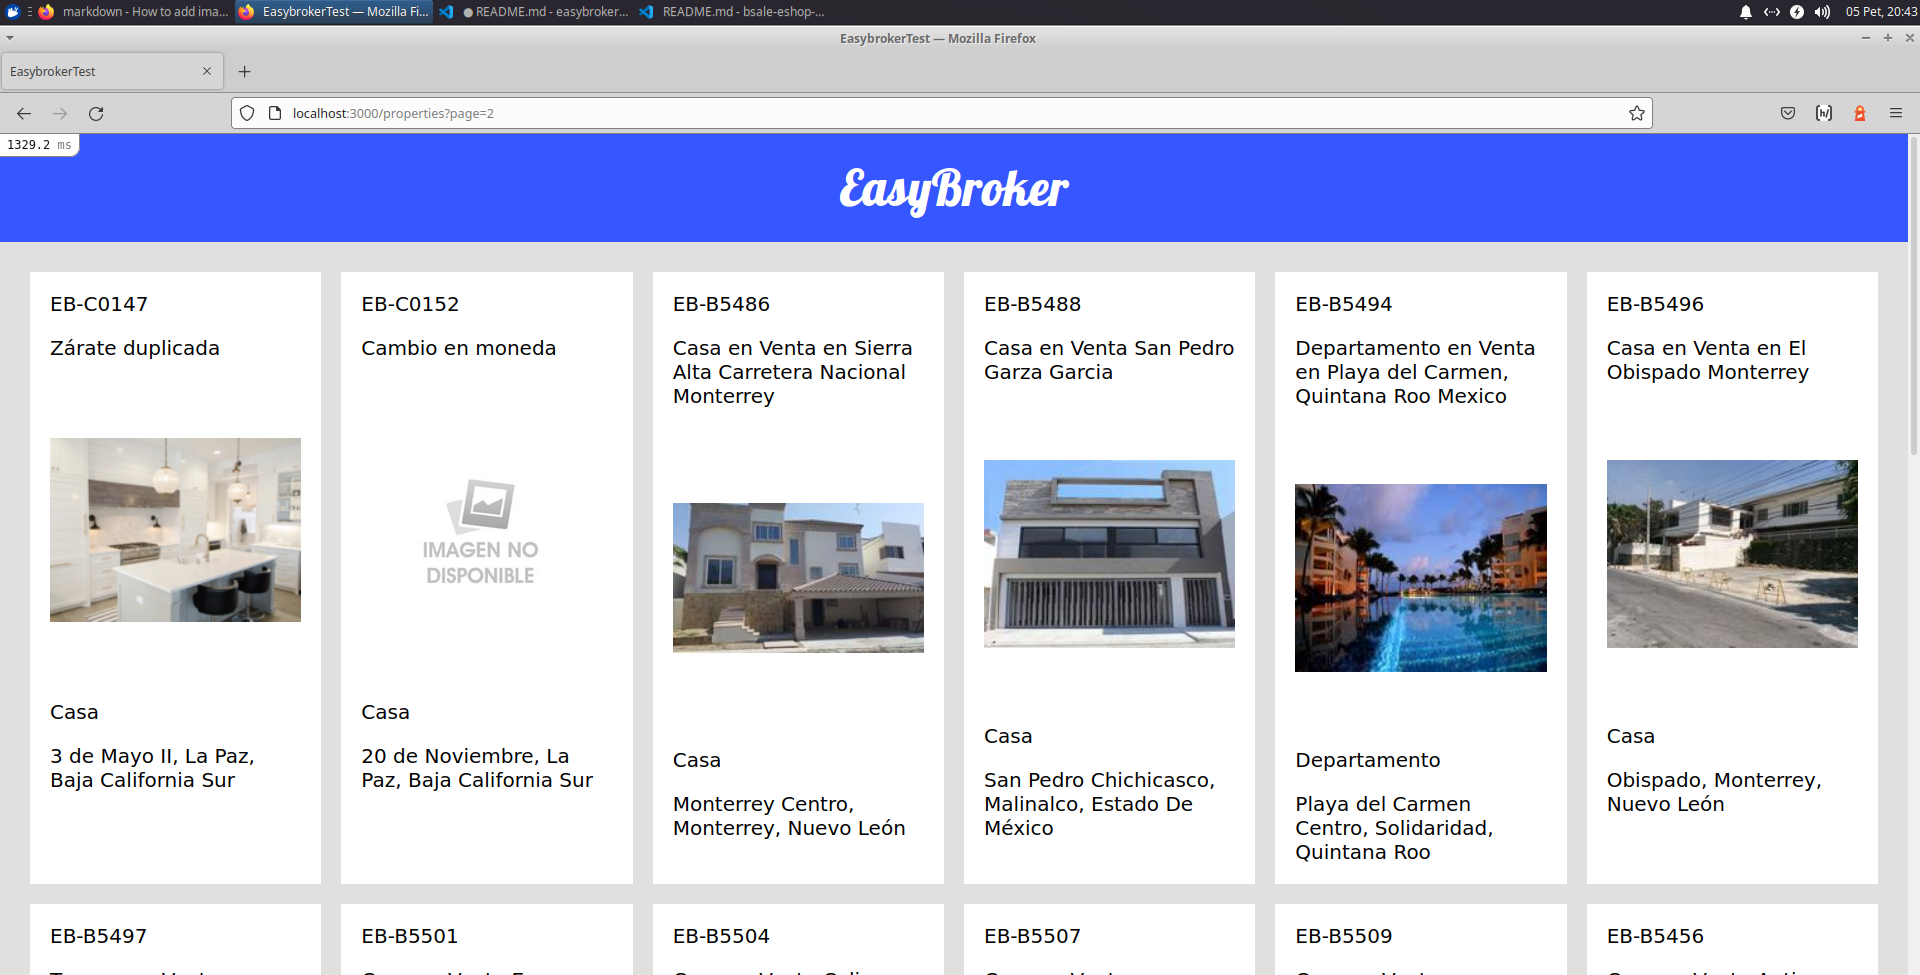 markdown - How to add ima...
EasybrokerTest — Mozilla Fi...
README.md - easybroker...
README.md - bsale-eshop-...
05 Pet, 20:43
EasybrokerTest — Mozilla Firefox
EasybrokerTest
localhost:3000/properties?page=2
1329.2 ms
EasyBroker
EB-C0147
Zárate duplicada
Casa
3 de Mayo II, La Paz,
Baja California Sur
EB-C0152
Cambio en moneda
IMAGEN NO
DISPONIBLE
Casa
20 de Noviembre, La
Paz, Baja California Sur
EB-B5486
Casa en Venta en Sierra
Alta Carretera Nacional
Monterrey
Casa
Monterrey Centro,
Monterrey, Nuevo León
EB-B5488
Casa en Venta San Pedro
Garza Garcia
Casa
San Pedro Chichicasco,
Malinalco, Estado De
México
EB-B5494
Departamento en Venta
en Playa del Carmen,
Quintana Roo Mexico
Departamento
Playa del Carmen
Centro, Solidaridad,
Quintana Roo
EB-B5496
Casa en Venta en El
Obispado Monterrey
Casa
Obispado, Monterrey,
Nuevo León
EB-B5497
EB-B5501
EB-B5504
EB-B5507
EB-B5509
EB-B5456